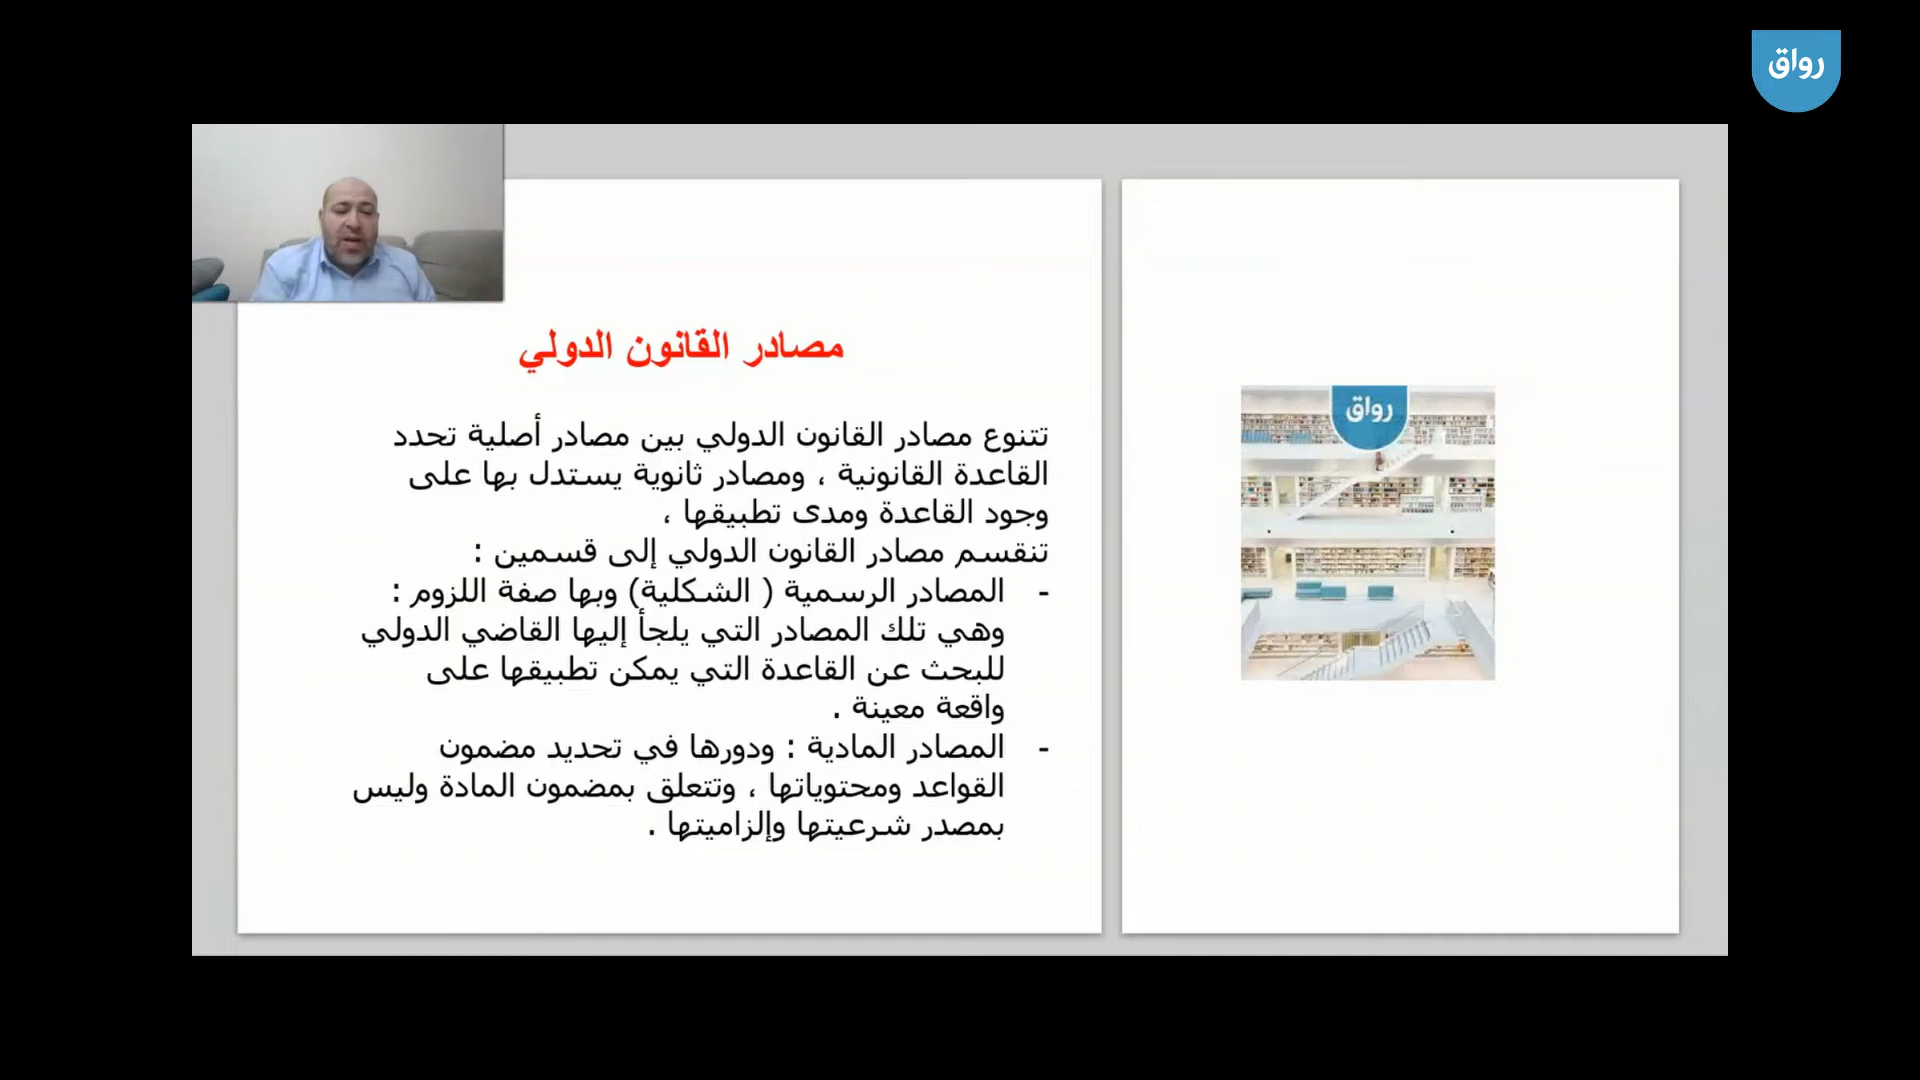 رواق
مصادر القانون الدولي
تتنوع مصادر القانون الدولي بين مصادر أصلية تحدد
القاعدة القانونية ، ومصادر ثانوية يستدل بها على
وجود القاعدة ومدى تطبيقها ،
تنقسم مصادر القانون الدولي إلى قسمين :
- المصادر الرسمية ( الشكلية) وبها صفة اللزوم :
وهي تلك المصادر التي يلجأ إليها القاضي الدولي
للبحث عن القاعدة التي يمكن تطبيقها على
واقعة معينة .
- المصادر المادية : ودورها في تحديد مضمون
القواعد ومحتوياتها ، وتتعلق بمضمون المادة وليس
بمصدر شرعيتها وإلزاميتها .
رواق